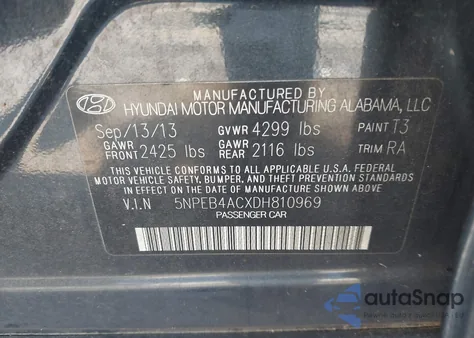 MANUFACTURED BY
HYUNDAI MOTOR MANUFACTURING ALABAMA, LLC
Sep/13/13 GVWR 4299 lbs PAINT T3
GAWR FRONT 2425 lbs GAWR REAR 2116 lbs TRIM RA
THIS VEHICLE CONFORMS TO ALL APPLICABLE U.S.A. FEDERAL
MOTOR VEHICLE SAFETY, BUMPER, AND THEFT PREVENTION STANDARDS
IN EFFECT ON THE DATE OF MANUFACTURE SHOWN ABOVE.
V.I.N 5NPEB4ACXDH810969
PASSENGER CAR
autoSnap